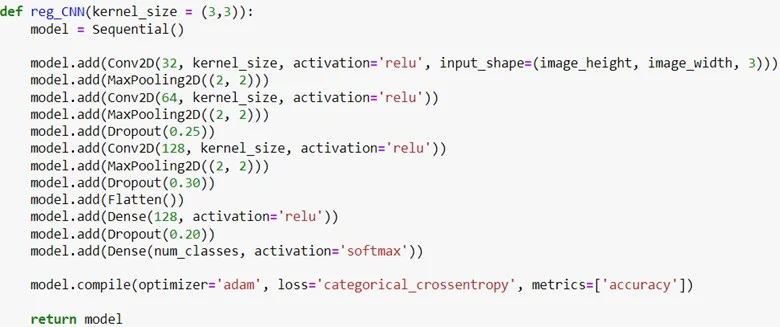 def reg_CNN(kernel_size = (3,3)):
    model = Sequential()

    model.add(Conv2D(32, kernel_size, activation='relu', input_shape=(image_height, image_width, 3)))
    model.add(MaxPooling2D((2, 2)))
    model.add(Conv2D(64, kernel_size, activation='relu'))
    model.add(MaxPooling2D((2, 2)))
    model.add(Dropout(0.25))
    model.add(Conv2D(128, kernel_size, activation='relu'))
    model.add(MaxPooling2D((2, 2)))
    model.add(Dropout(0.30))
    model.add(Flatten())
    model.add(Dense(128, activation='relu'))
    model.add(Dropout(0.20))
    model.add(Dense(num_classes, activation='softmax'))

    model.compile(optimizer='adam', loss='categorical_crossentropy', metrics=['accuracy'])

    return model